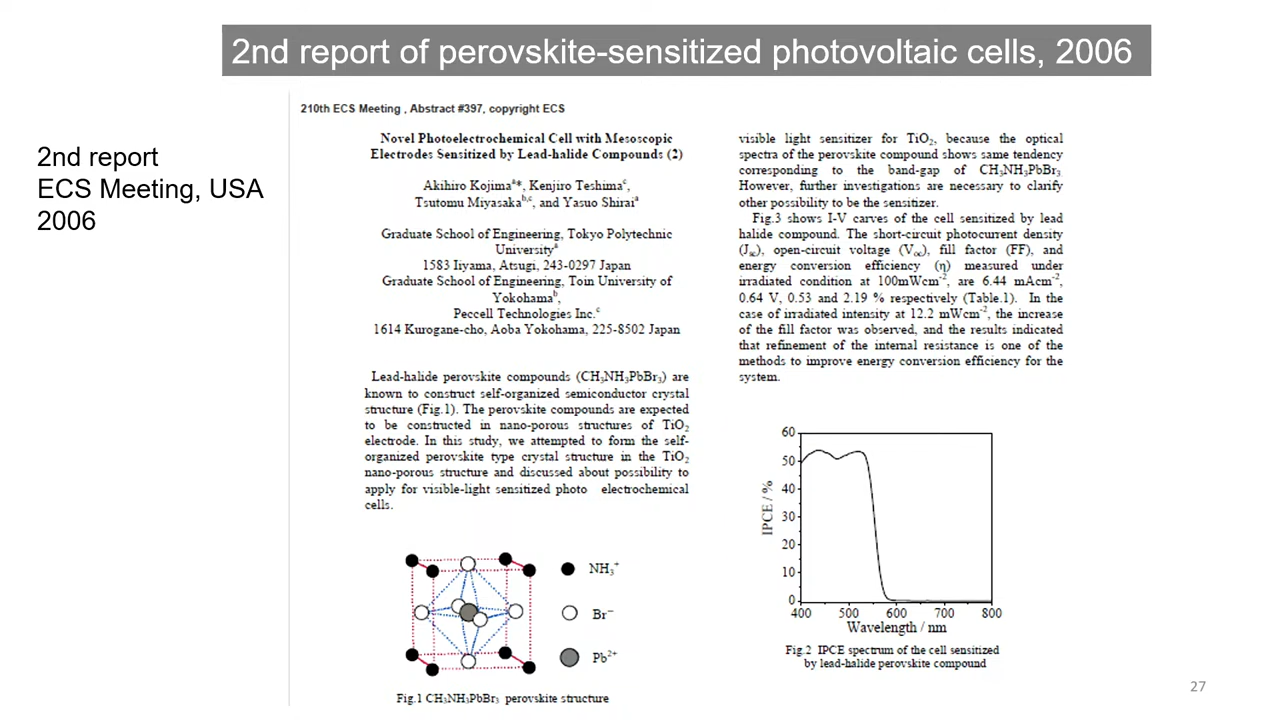 2nd report of perovskite-sensitized photovoltaic cells, 2006
2nd report
ECS Meeting, USA
2006
210th ECS Meeting , Abstract #397, copyright ECS
Novel Photoelectrochemical Cell with Mesoscopic
Electrodes Sensitized by Lead-halide Compounds (2)
Akihiro Kojimaᵃ*, Kenjiro Teshimaᶜ,
Tsutomu Miyasakaᵇ,ᶜ, and Yasuo Shiraiᵃ
Graduate School of Engineering, Tokyo Polytechnic
Universityᵃ
1583 Iiyama, Atsugi, 243-0297 Japan
Graduate School of Engineering, Toin University of
Yokohamaᵇ,
Peccell Technologies Inc.ᶜ
1614 Kurogane-cho, Aoba Yokohama, 225-8502 Japan
Lead-halide perovskite compounds (CH₃NH₃PbBr₃) are
known to construct self-organized semiconductor crystal
structure (Fig.1). The perovskite compounds are expected
to be constructed in nano-porous structures of TiO₂
electrode. In this study, we attempted to form the self-
organized perovskite type crystal structure in the TiO₂
nano-porous structure and discussed about possibility to
apply for visible-light sensitized photo electrochemical
cells.
NH₃⁺
Br⁻
Pb²⁺
Fig.1 CH₃NH₃PbBr₃ perovskite structure
visible light sensitizer for TiO₂, because the optical
spectra of the perovskite compound shows same tendency
corresponding to the band-gap of CH₃NH₃PbBr₃
However, further investigations are necessary to clarify
other possibility to be the sensitizer.
Fig.3 shows I-V carves of the cell sensitized by lead
halide compound. The short-circuit photocurrent density
(Jsc), open-circuit voltage (Voc), fill factor (FF), and
energy conversion efficiency (η) measured under
irradiated condition at 100mWcm⁻², are 6.44 mAcm⁻²,
0.64 V, 0.53 and 2.19 % respectively (Table.1). In the
case of irradiated intensity at 12.2 mWcm⁻², the increase
of the fill factor was observed, and the results indicated
that refinement of the internal resistance is one of the
methods to improve energy conversion efficiency for the
system.
60
50
40
30
20
10
0
IPCE / %
400 500 600 700 800
Wavelength / nm
Fig.2 IPCE spectrum of the cell sensitized
by lead-halide perovskite compound
27